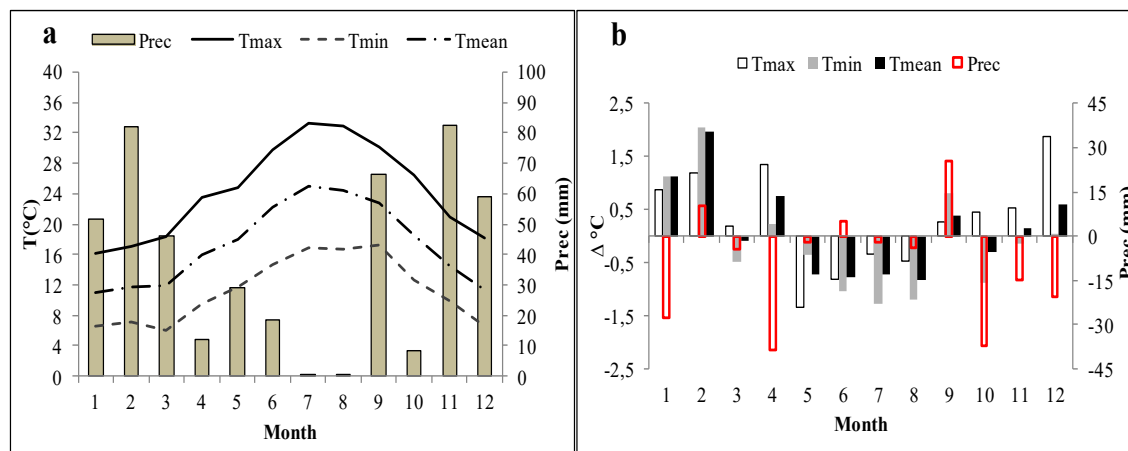 a
Prec Tmax Tmin Tmean
40
36
32
28
24
20
16
12
8
4
0
T(°C)
100
90
80
70
60
50
40
30
20
10
0
Prec (mm)
1 2 3 4 5 6 7 8 9 10 11 12
Month
b
Tmax Tmin Tmean Prec
2,5
1,5
0,5
-0,5
-1,5
-2,5
Δ °C
45
30
15
0
-15
-30
-45
Prec (mm)
1 2 3 4 5 6 7 8 9 10 11 12
Month